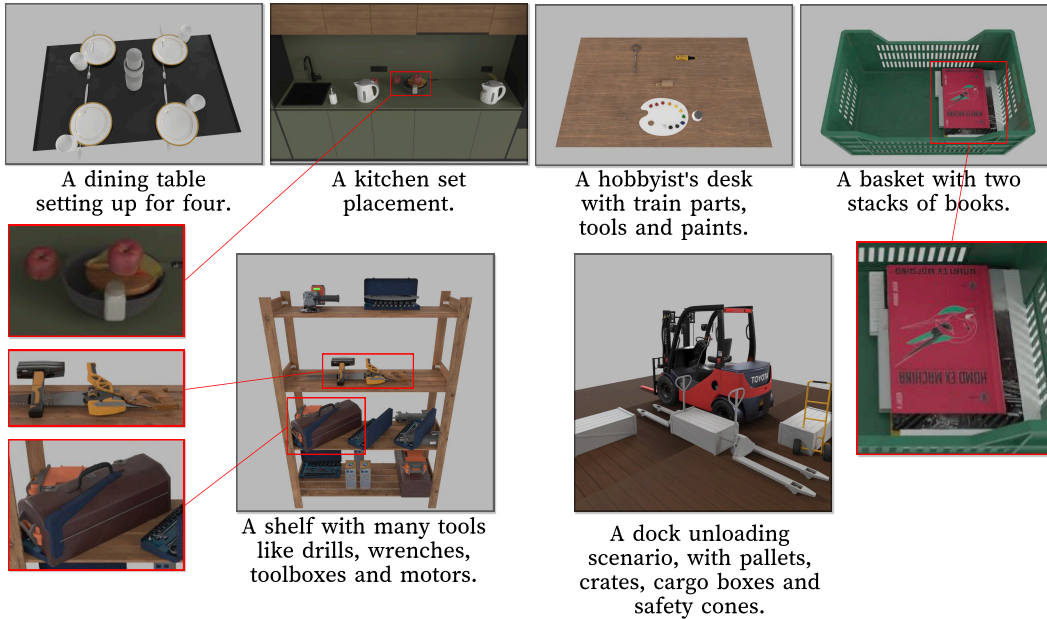 A dining table
setting up for four.
A kitchen set
placement.
A hobbyist's desk
with train parts,
tools and paints.
A basket with two
stacks of books.
TOYOTA
HOMO EX MACHINA
A shelf with many tools
like drills, wrenches,
toolboxes and motors.
A dock unloading
scenario, with pallets,
crates, cargo boxes and
safety cones.